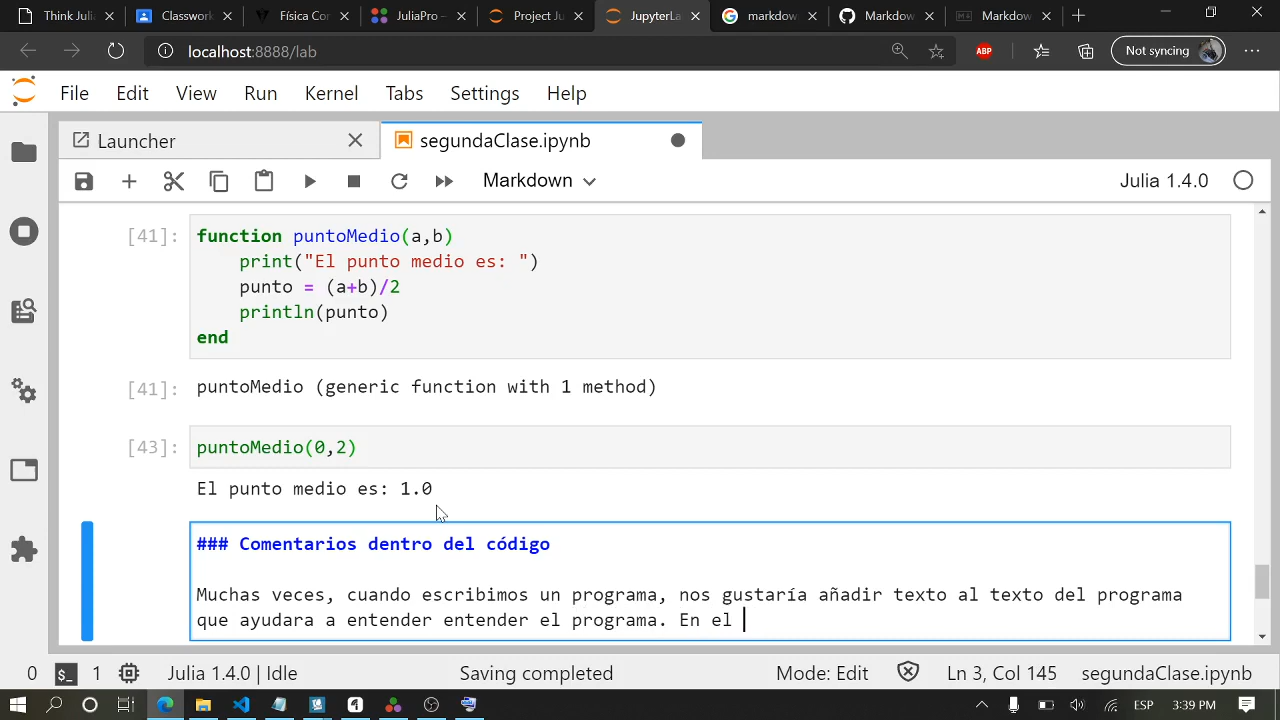 Think Julia
Classwork
Física Con
JuliaPro –
Project Ju
JupyterLa
markdow
Markdow
Markdow
localhost:8888/lab
ABP
Not syncing
File Edit View Run Kernel Tabs Settings Help
Launcher
segundaClase.ipynb
Markdown
Julia 1.4.0
[41]:
function puntoMedio(a,b)
print("El punto medio es: ")
punto = (a+b)/2
println(punto)
end
[41]: puntoMedio (generic function with 1 method)
[43]: puntoMedio(0,2)
El punto medio es: 1.0
### Comentarios dentro del código
Muchas veces, cuando escribimos un programa, nos gustaría añadir texto al texto del programa
que ayudara a entender entender el programa. En el
0 $_ 1 Julia 1.4.0 | Idle Saving completed Mode: Edit Ln 3, Col 145 segundaClase.ipynb
ESP 3:39 PM